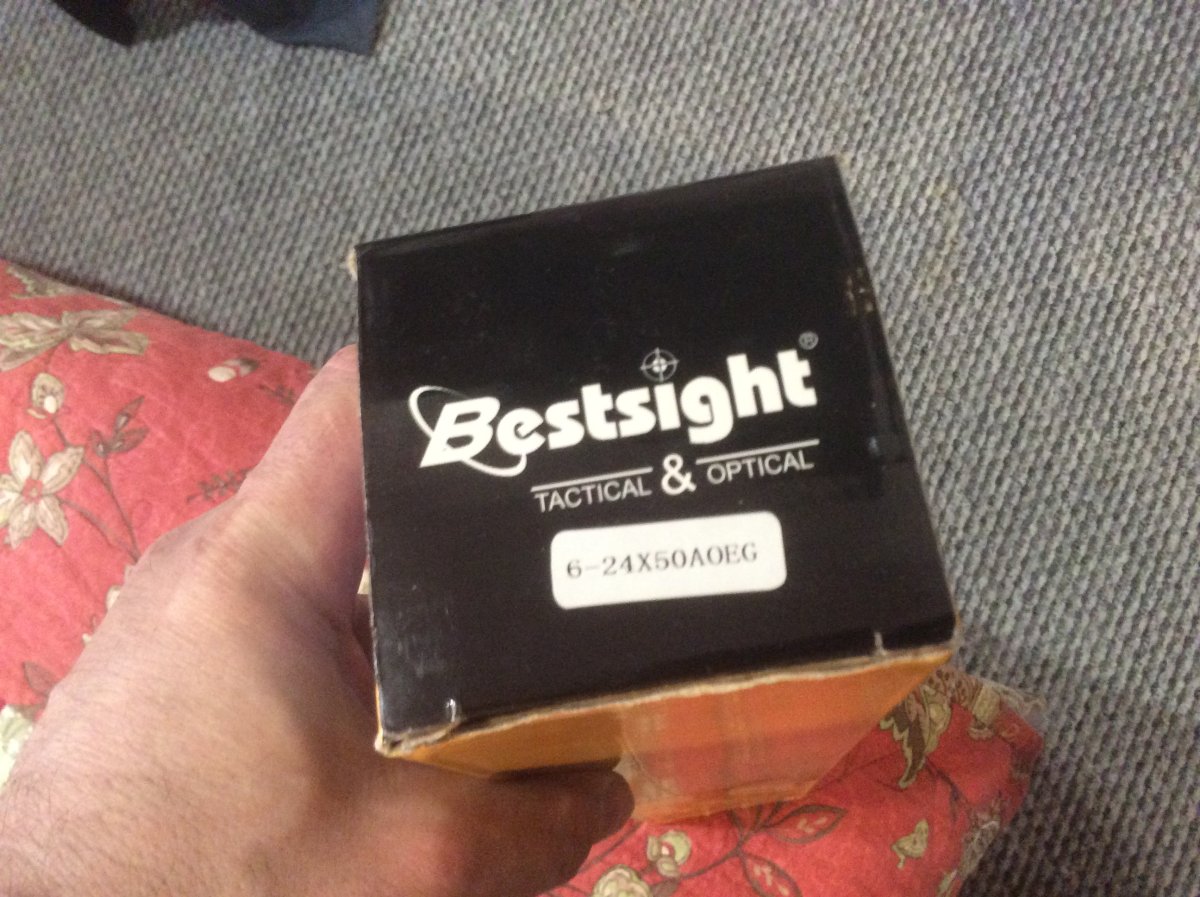 Bestsight®
TACTICAL & OPTICAL
6-24X50AOEG